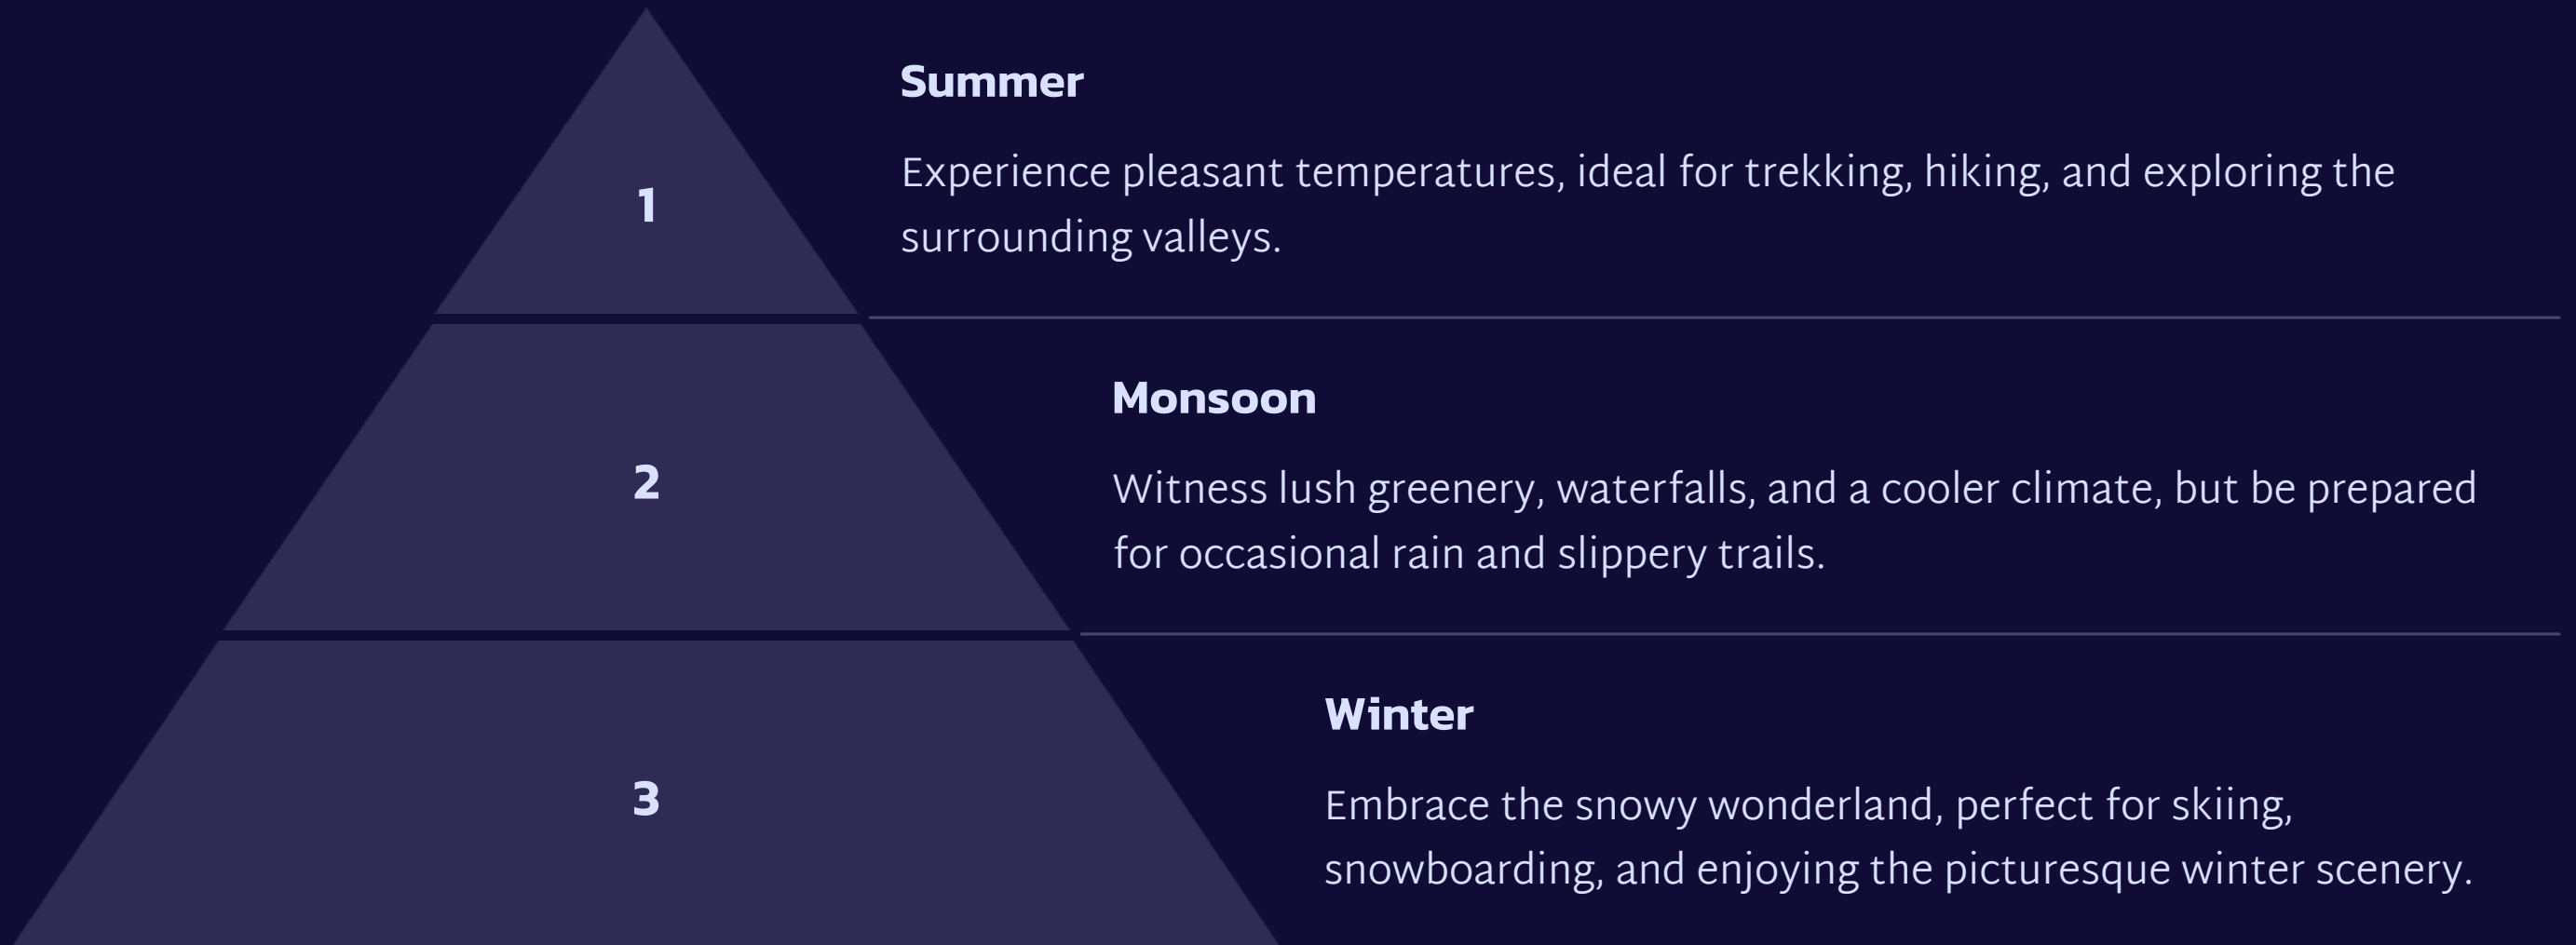 Summer
1
Experience pleasant temperatures, ideal for trekking, hiking, and exploring the
surrounding valleys.
Monsoon
2
Witness lush greenery, waterfalls, and a cooler climate, but be prepared
for occasional rain and slippery trails.
Winter
3
Embrace the snowy wonderland, perfect for skiing,
snowboarding, and enjoying the picturesque winter scenery.